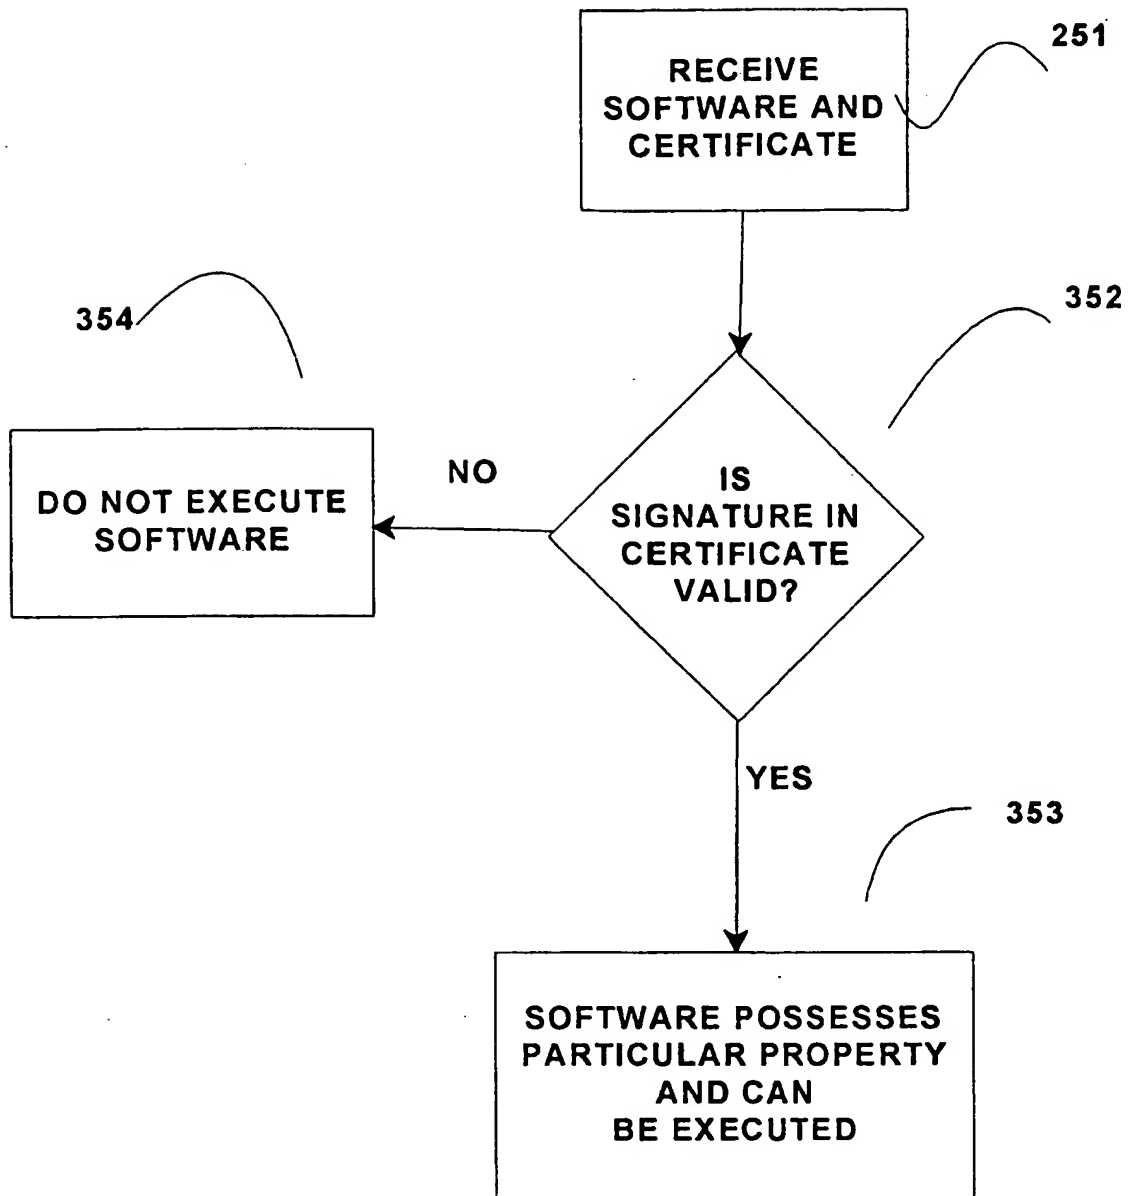 251
RECEIVE
SOFTWARE AND
CERTIFICATE
352
354
NO
IS
SIGNATURE IN
CERTIFICATE
VALID?
DO NOT EXECUTE
SOFTWARE
YES
353
SOFTWARE POSSESSES
PARTICULAR PROPERTY
AND CAN
BE EXECUTED